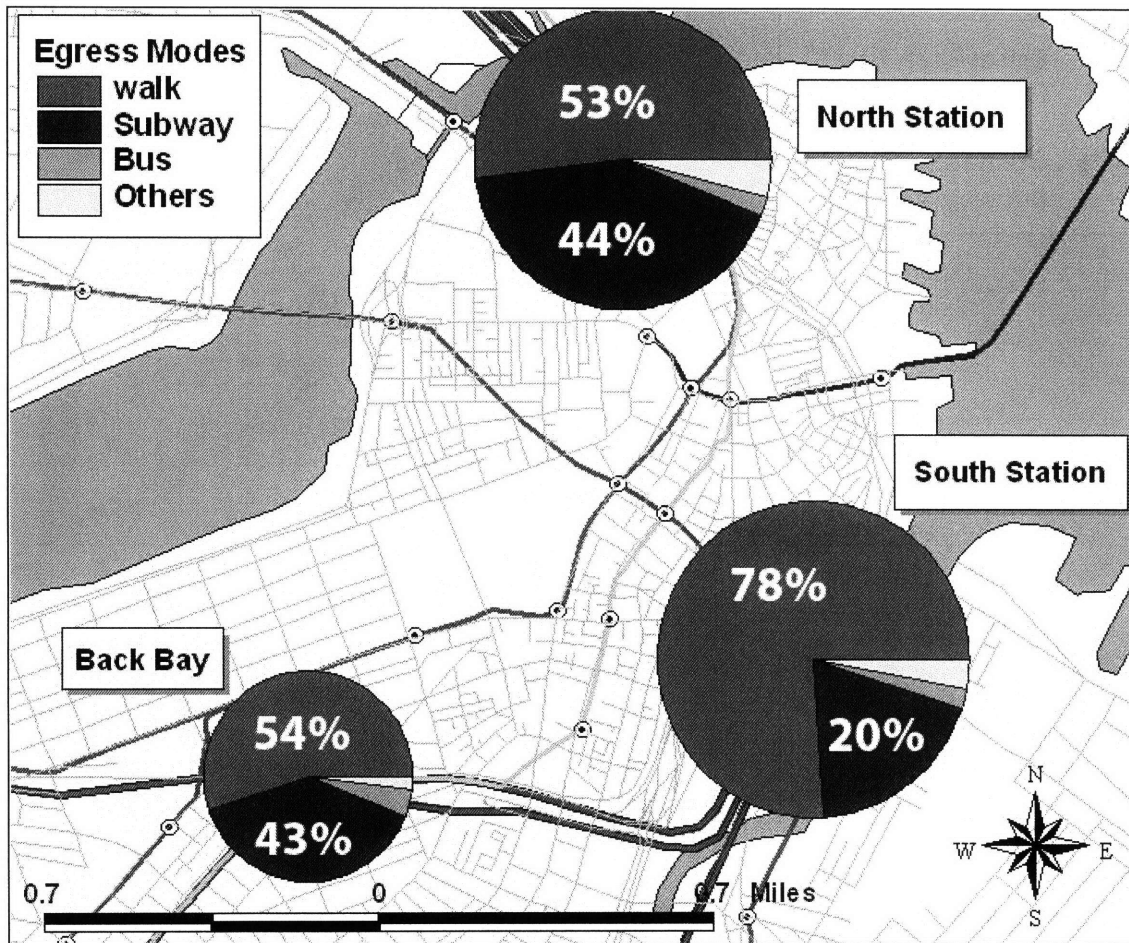 Egress Modes
walk
Subway
Bus
Others
53%
44%
North Station
South Station
78%
20%
Back Bay
54%
43%
0.7 0 0.7 Miles
N
W E
S